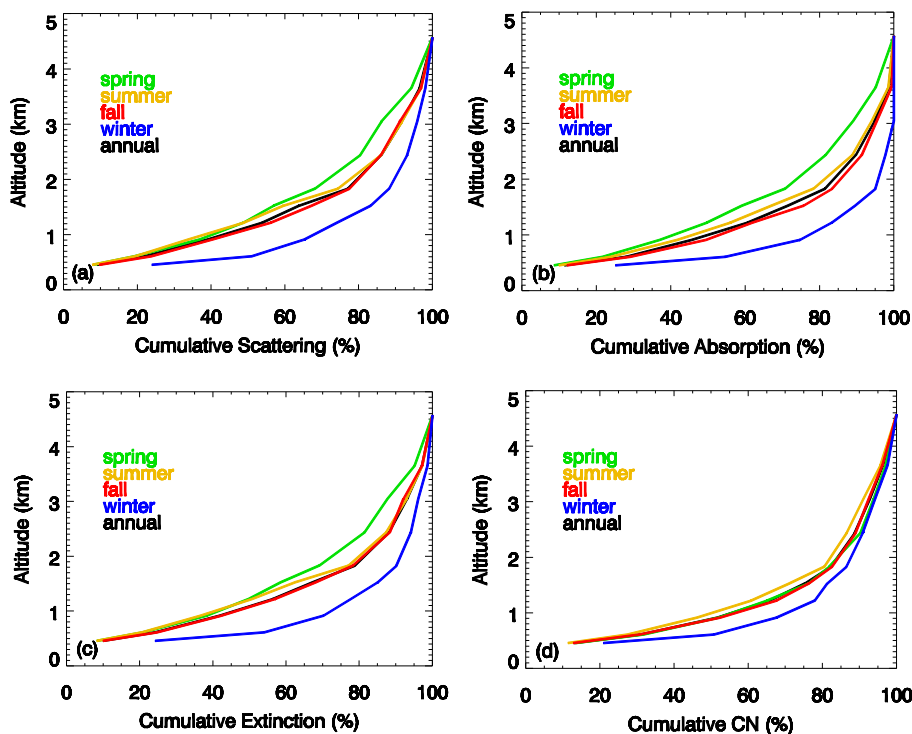 5
4
3
2
1
0
Altitude (km)
spring
summer
fall
winter
annual
(a)
0 20 40 60 80 100
Cumulative Scattering (%)
5
4
3
2
1
0
Altitude (km)
spring
summer
fall
winter
annual
(b)
0 20 40 60 80 100
Cumulative Absorption (%)
5
4
3
2
1
0
Altitude (km)
spring
summer
fall
winter
annual
(c)
0 20 40 60 80 100
Cumulative Extinction (%)
5
4
3
2
1
0
Altitude (km)
spring
summer
fall
winter
annual
(d)
0 20 40 60 80 100
Cumulative CN (%)